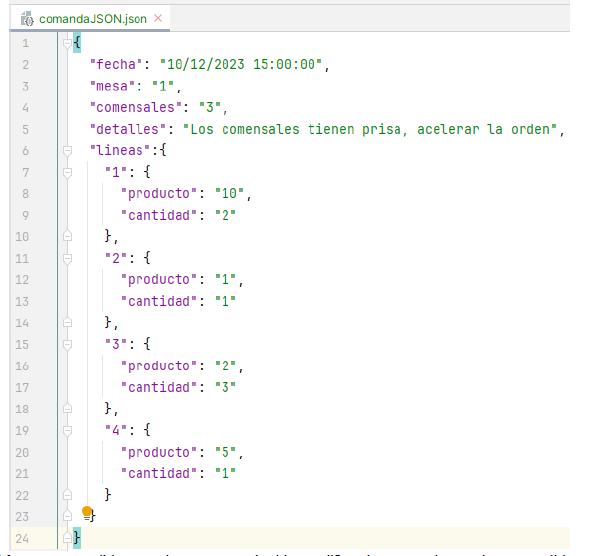 comandaJSON.json
1 {
2 "fecha": "10/12/2023 15:00:00",
3 "mesa": "1",
4 "comensales": "3",
5 "detalles": "Los comensales tienen prisa, acelerar la orden",
6 "lineas":{
7 "1": {
8 "producto": "10",
9 "cantidad": "2"
10 },
11 "2": {
12 "producto": "1",
13 "cantidad": "1"
14 },
15 "3": {
16 "producto": "2",
17 "cantidad": "3"
18 },
19 "4": {
20 "producto": "5",
21 "cantidad": "1"
22 }
23 }
24 }